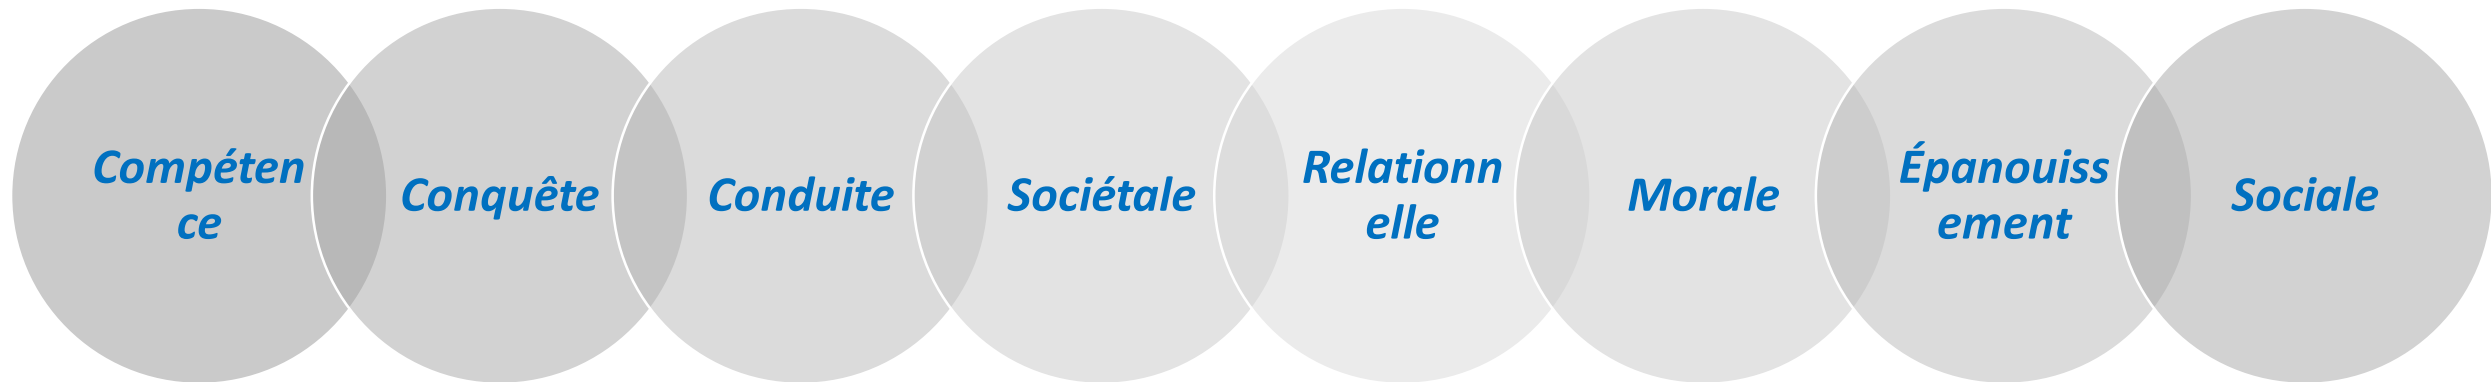 Compéten
ce
Conquête
Conduite
Sociétale
Relationn
elle
Morale
Épanouiss
ement
Sociale